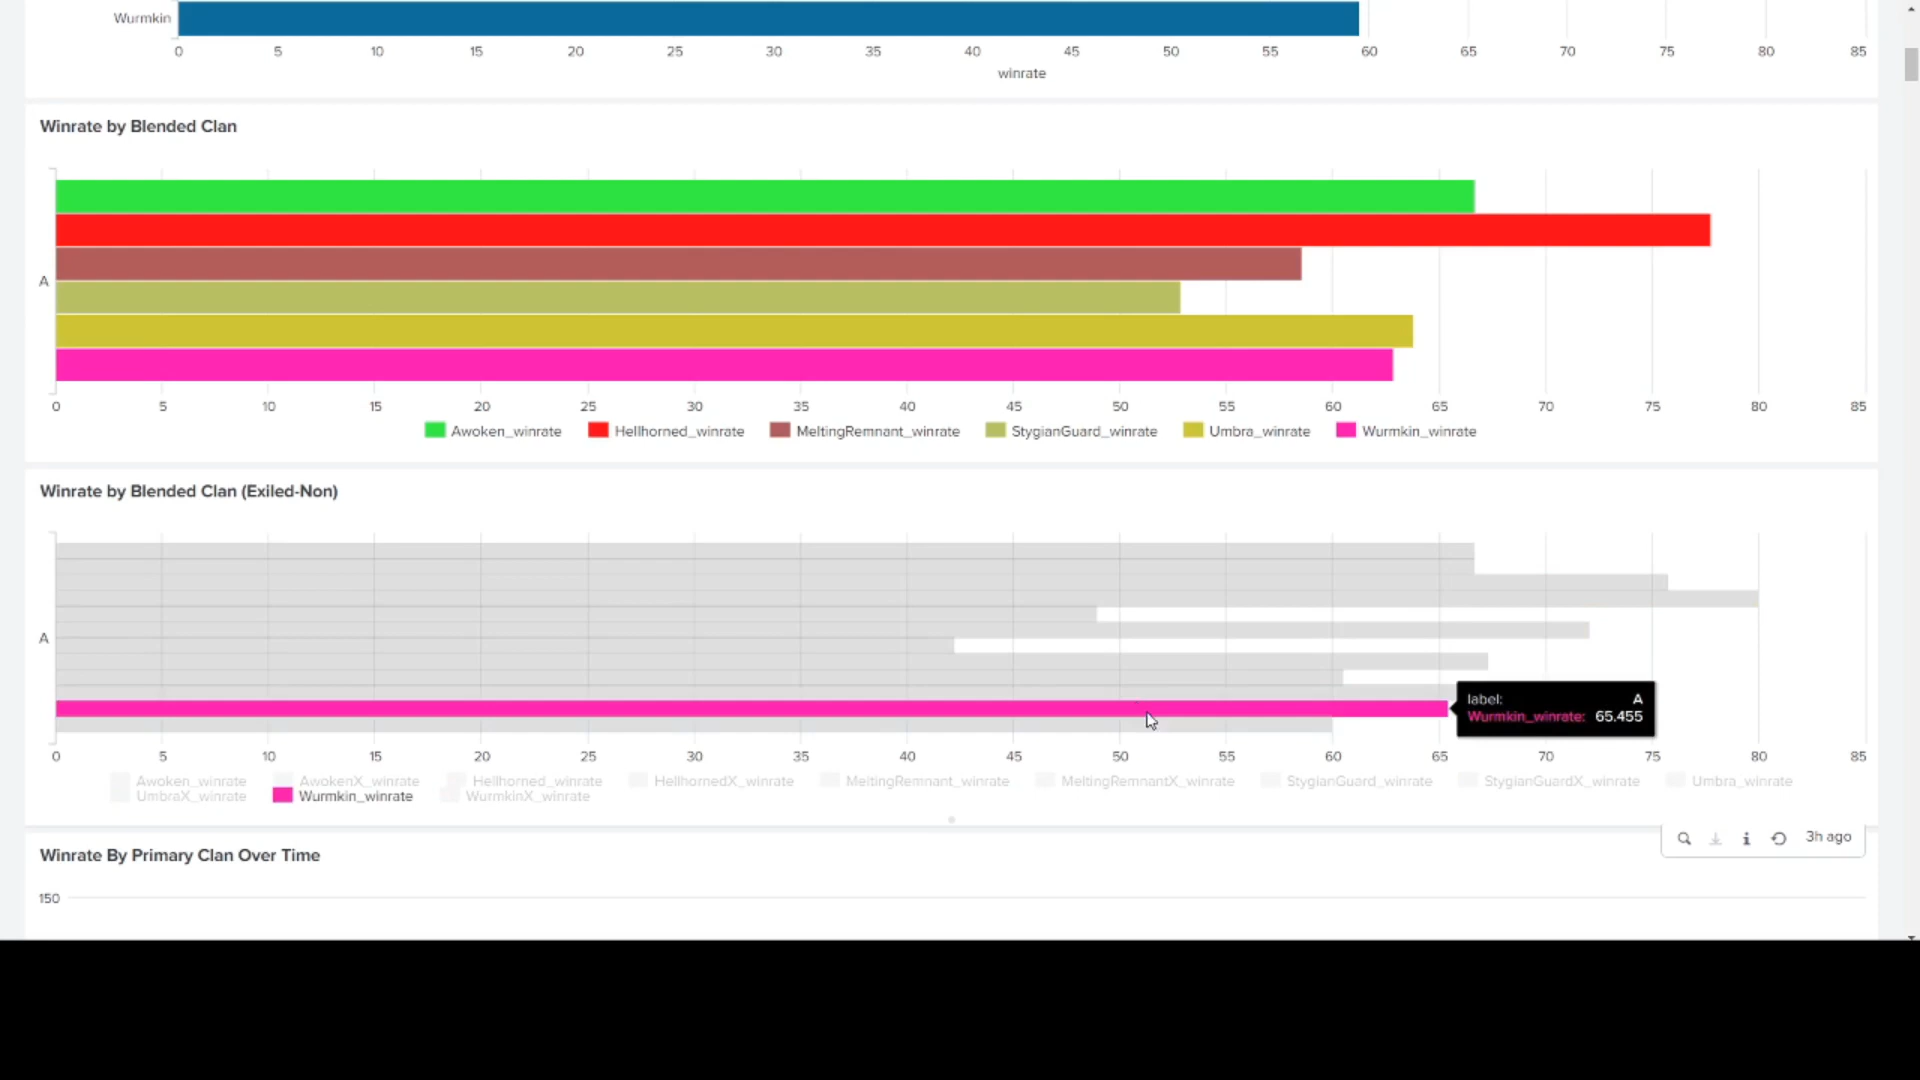 Wurmkin
0 5 10 15 20 25 30 35 40 45 50 55 60 65 70 75 80 85
winrate
Winrate by Blended Clan
A
0 5 10 15 20 25 30 35 40 45 50 55 60 65 70 75 80 85
Awoken_winrate Hellhorned_winrate MeltingRemnant_winrate StygianGuard_winrate Umbra_winrate Wurmkin_winrate
Winrate by Blended Clan (Exiled-Non)
A
label: A
Wurmkin_winrate: 65.455
0 5 10 15 20 25 30 35 40 45 50 55 60 65 70 75 80 85
Awoken_winrate AwokenX_winrate Hellhorned_winrate HellhornedX_winrate MeltingRemnant_winrate MeltingRemnantX_winrate StygianGuard_winrate StygianGuardX_winrate Umbra_winrate
UmbraX_winrate Wurmkin_winrate WurmkinX_winrate
3h ago
Winrate By Primary Clan Over Time
150